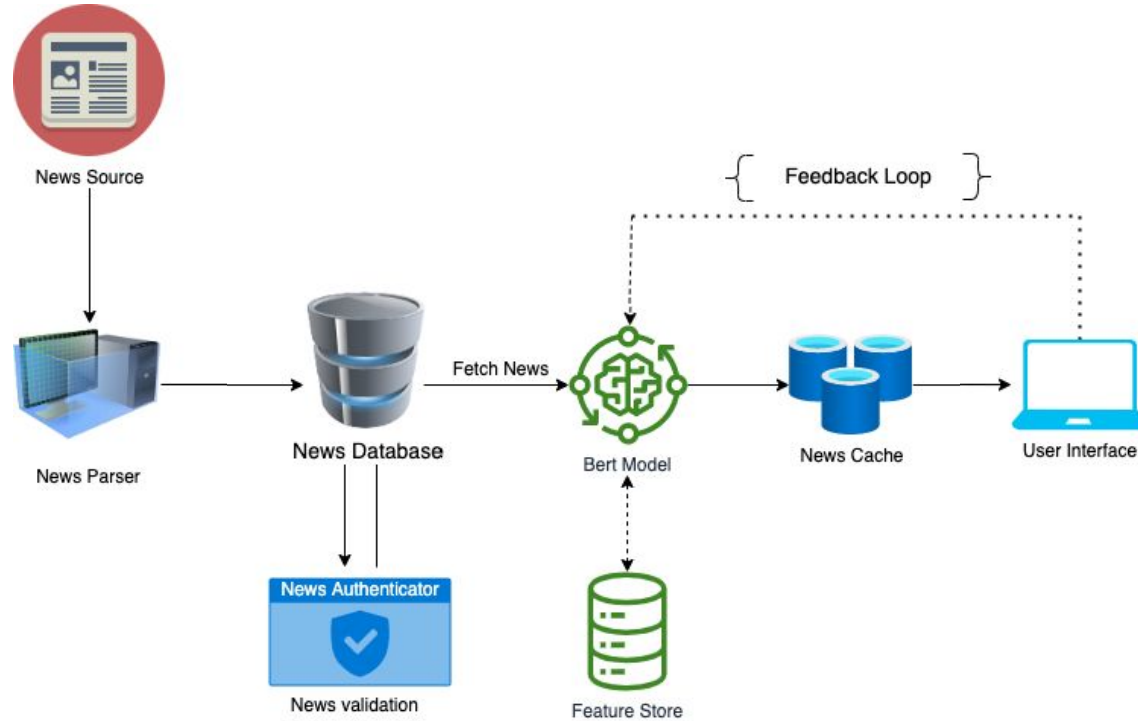 News Source
Feedback Loop
Fetch News
News Database
News Parser
Bert Model
News Cache
User Interface
News Authenticator
News validation
Feature Store